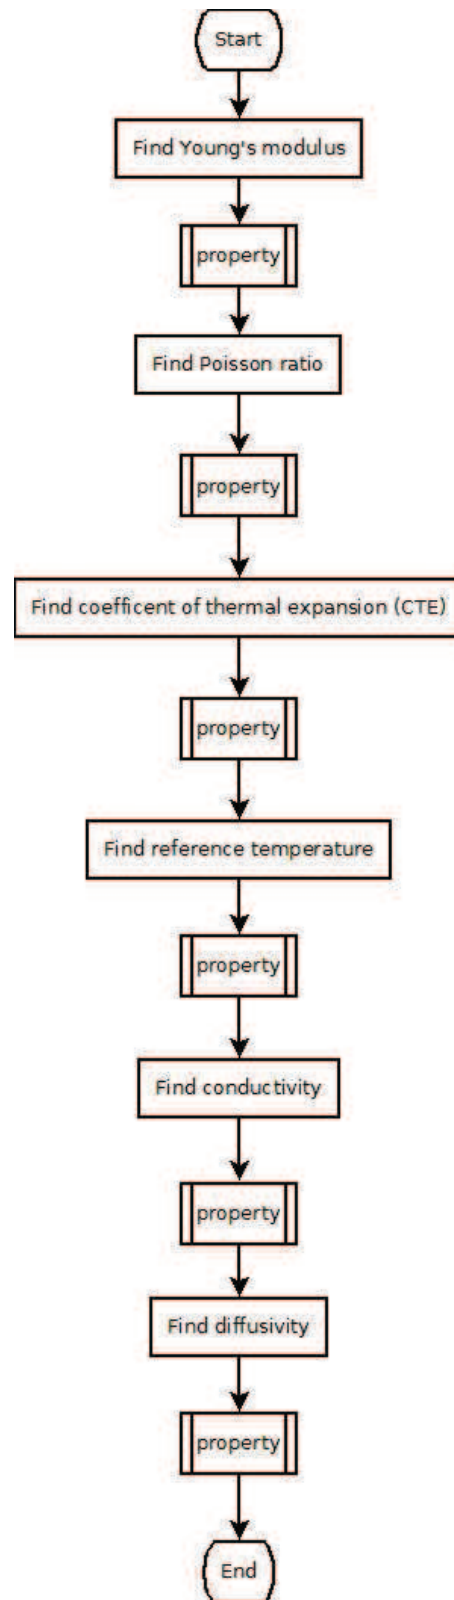 Start
Find Young's modulus
property
Find Poisson ratio
property
Find coefficent of thermal expansion (CTE)
property
Find reference temperature
property
Find conductivity
property
Find diffusivity
property
End